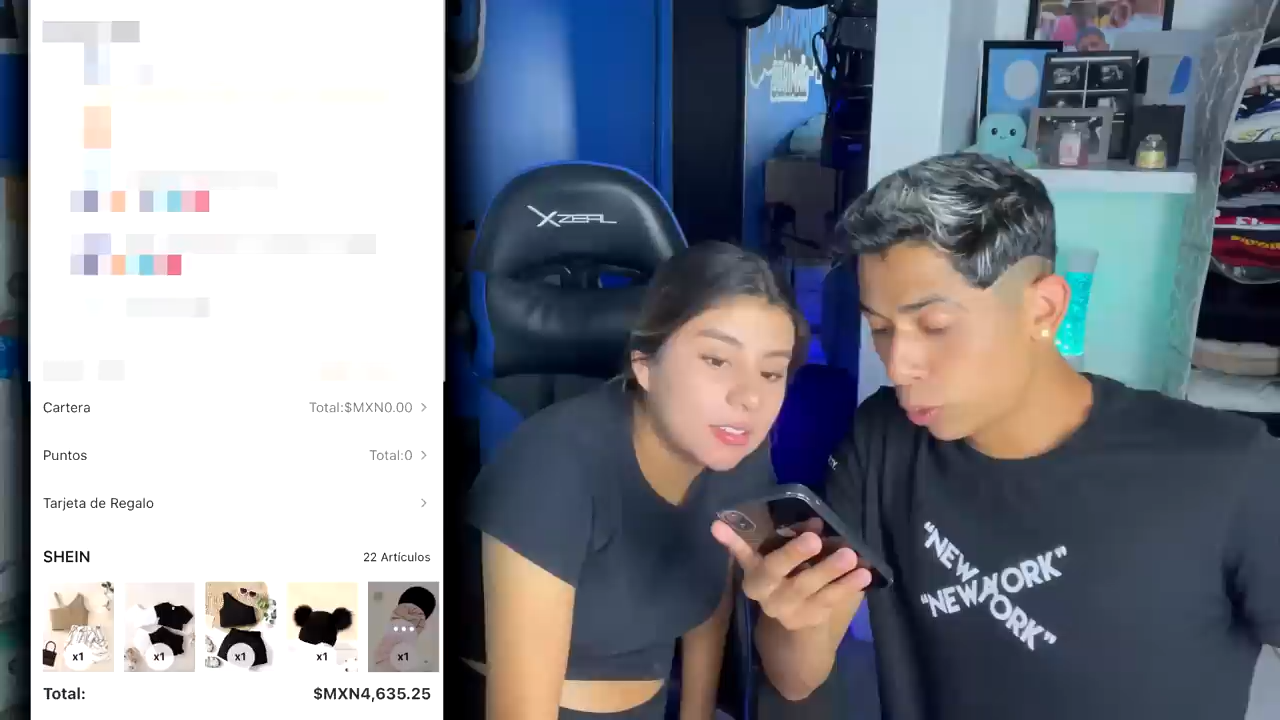 Cartera Total:$MXN0.00
Puntos Total:0
Tarjeta de Regalo
SHEIN 22 Artículos
x1 x1 x1 x1 x1
Total: $MXN4,635.25
XZEAL
“NEW YORK”
“NEW YORK”